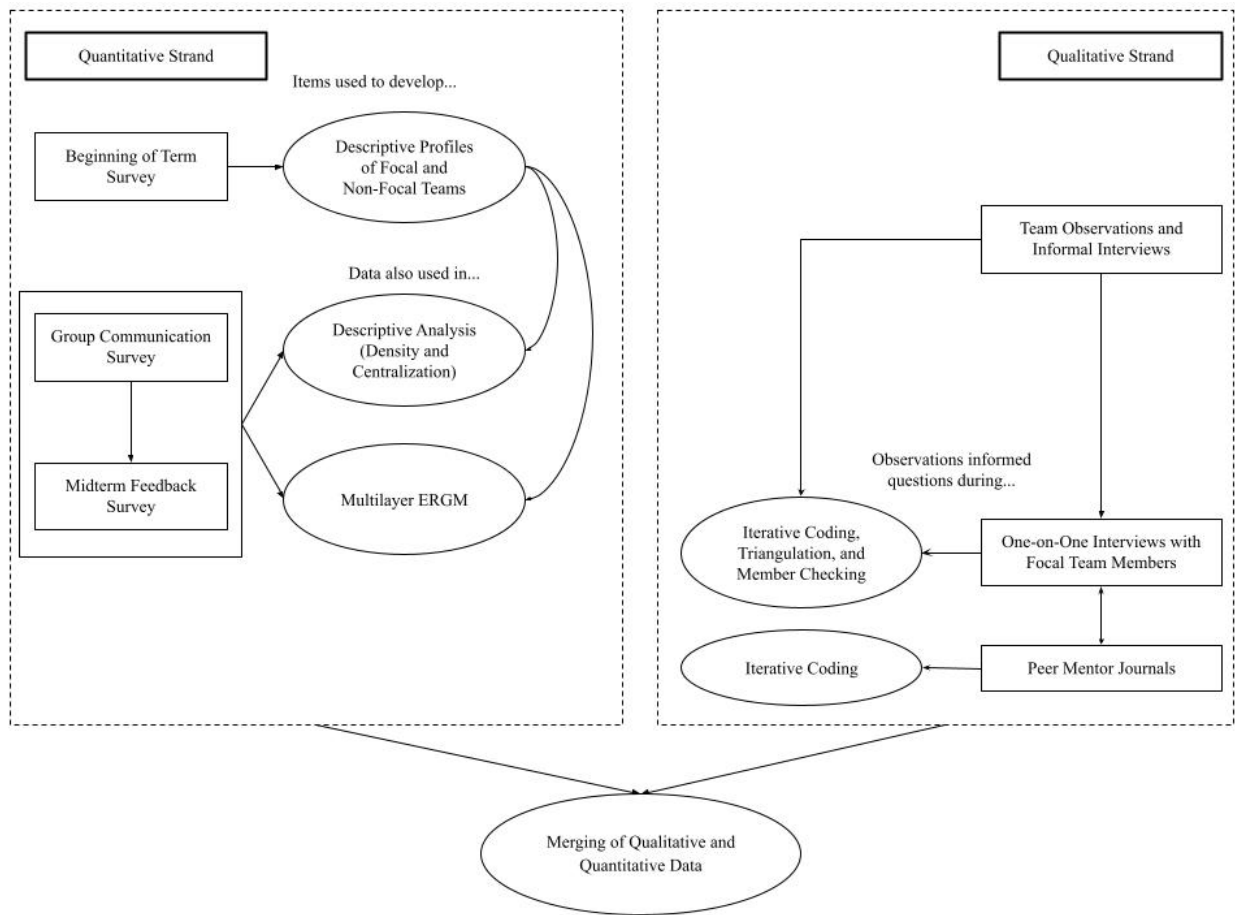 Quantitative Strand
Items used to develop...
Beginning of Term
Survey
Descriptive Profiles
of Focal and
Non-Focal Teams
Data also used in...
Group Communication
Survey
Descriptive Analysis
(Density and
Centralization)
Midterm Feedback
Survey
Multilayer ERGM
Qualitative Strand
Team Observations and
Informal Interviews
Observations informed
questions during...
Iterative Coding,
Triangulation, and
Member Checking
One-on-One Interviews with
Focal Team Members
Iterative Coding
Peer Mentor Journals
Merging of Qualitative and
Quantitative Data